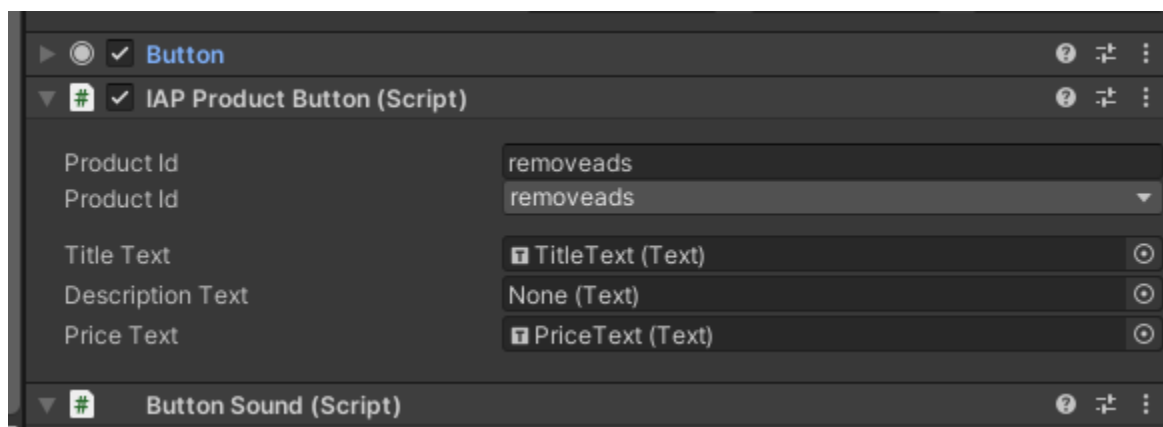 Button
# IAP Product Button (Script)
Product Id removeads
Product Id removeads
Title Text TitleText (Text)
Description Text None (Text)
Price Text PriceText (Text)
# Button Sound (Script)